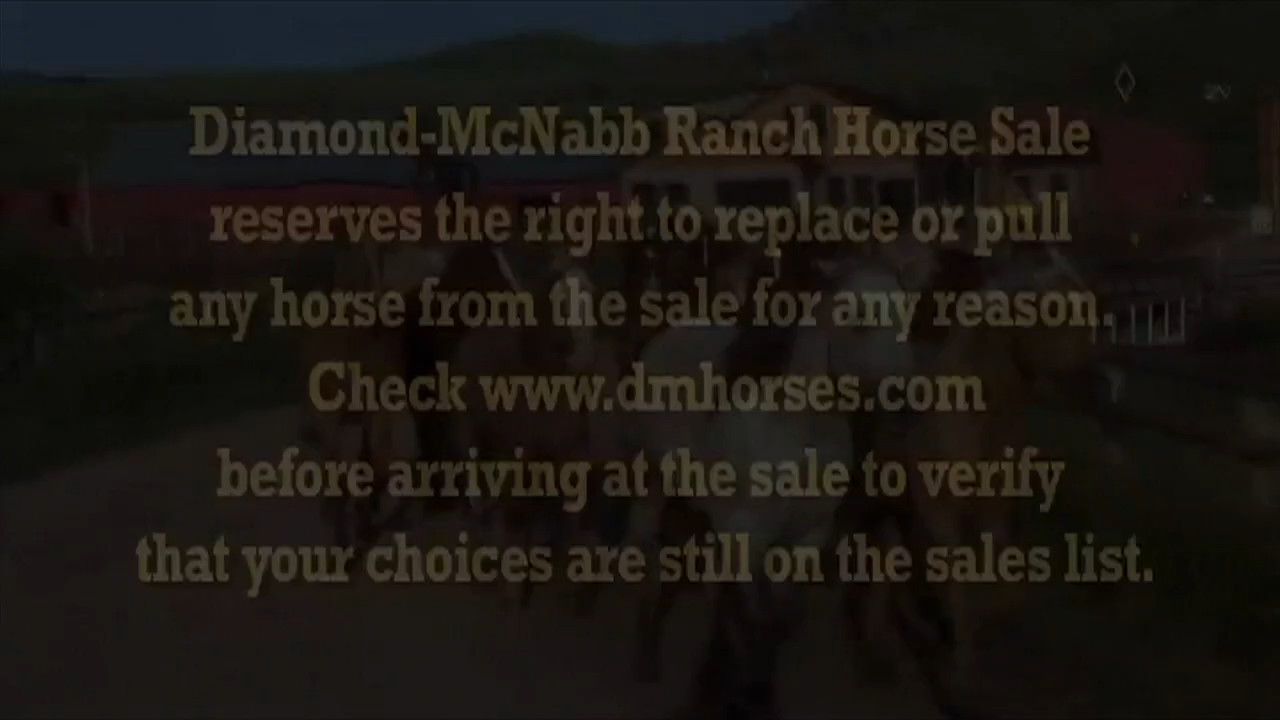 Diamond-McNabb Ranch Horse Sale
reserves the right to replace or pull
any horse from the sale for any reason.
Check www.dmhorses.com
before arriving at the sale to verify
that your choices are still on the sales list.